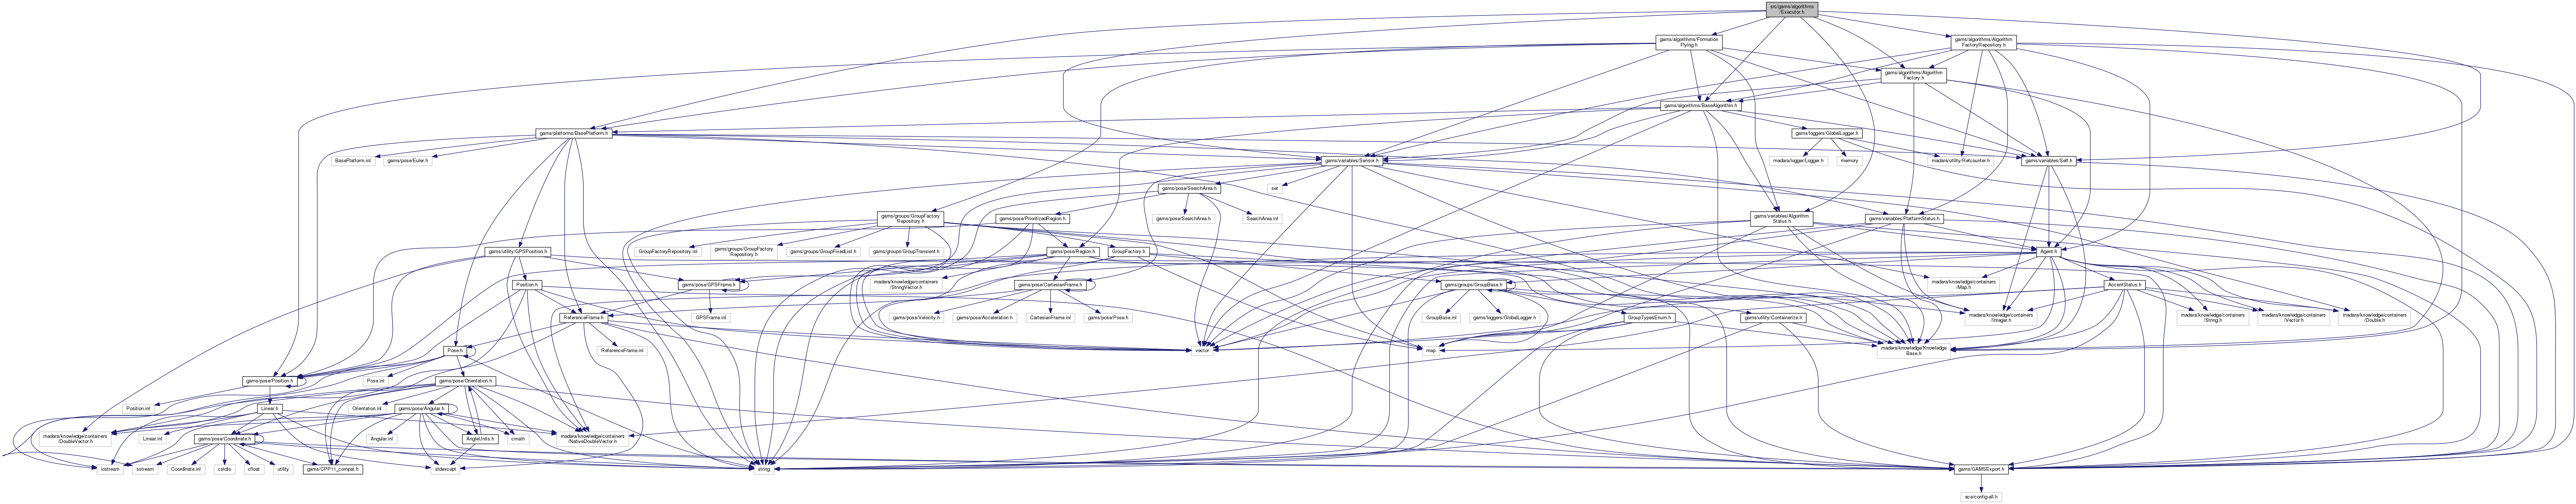 src/gams/algorithms
/Executor.h
gams/algorithms/Formation
Flying.h
gams/algorithms/Algorithm
FactoryRepository.h
gams/algorithms/Algorithm
Factory.h
gams/algorithms/BaseAlgorithm.h
gams/platforms/BasePlatform.h
gams/loggers/GlobalLogger.h
BasePlatform.inl
gams/pose/Euler.h
gams/variables/Sensor.h
madara/logger/Logger.h
memory
madara/utility/Refcounter.h
gams/variables/Self.h
gams/pose/SearchArea.h
set
gams/groups/GroupFactory
Repository.h
gams/pose/PrioritizedRegion.h
gams/pose/SearchArea.h
SearchArea.inl
gams/variables/Algorithm
Status.h
gams/variables/PlatformStatus.h
gams/utility/GPSPosition.h
GroupFactoryRepository.inl
gams/groups/GroupFactory
Repository.h
gams/groups/GroupFixedList.h
gams/groups/GroupTransient.h
gams/pose/Region.h
GroupFactory.h
Agent.h
Position.h
gams/pose/GPSFrame.h
madara/knowledge/containers
/StringVector.h
gams/pose/CartesianFrame.h
gams/groups/GroupBase.h
madara/knowledge/containers
/Map.h
AccentStatus.h
ReferenceFrame.h
GPSFrame.inl
gams/pose/Velocity.h
gams/pose/Acceleration.h
CartesianFrame.inl
gams/pose/Pose.h
GroupBase.inl
gams/loggers/GlobalLogger.h
GroupTypesEnum.h
gams/utility/Containerize.h
madara/knowledge/containers
/Integer.h
madara/knowledge/containers
/String.h
madara/knowledge/containers
/Vector.h
madara/knowledge/containers
/Double.h
Pose.h
ReferenceFrame.inl
vector
map
madara/knowledge/Knowledge
Base.h
gams/pose/Position.h
Pose.inl
gams/pose/Orientation.h
Position.inl
Linear.h
Orientation.inl
gams/pose/Angular.h
madara/knowledge/containers
/DoubleVector.h
Linear.inl
gams/pose/Coordinate.h
Angular.inl
AngleUnits.h
cmath
madara/knowledge/containers
/NativeDoubleVector.h
iostream
sstream
Coordinate.inl
cstdio
cfloat
utility
gams/CPP11_compat.h
stdexcept
string
gams/GAMSExport.h
ace/config-all.h